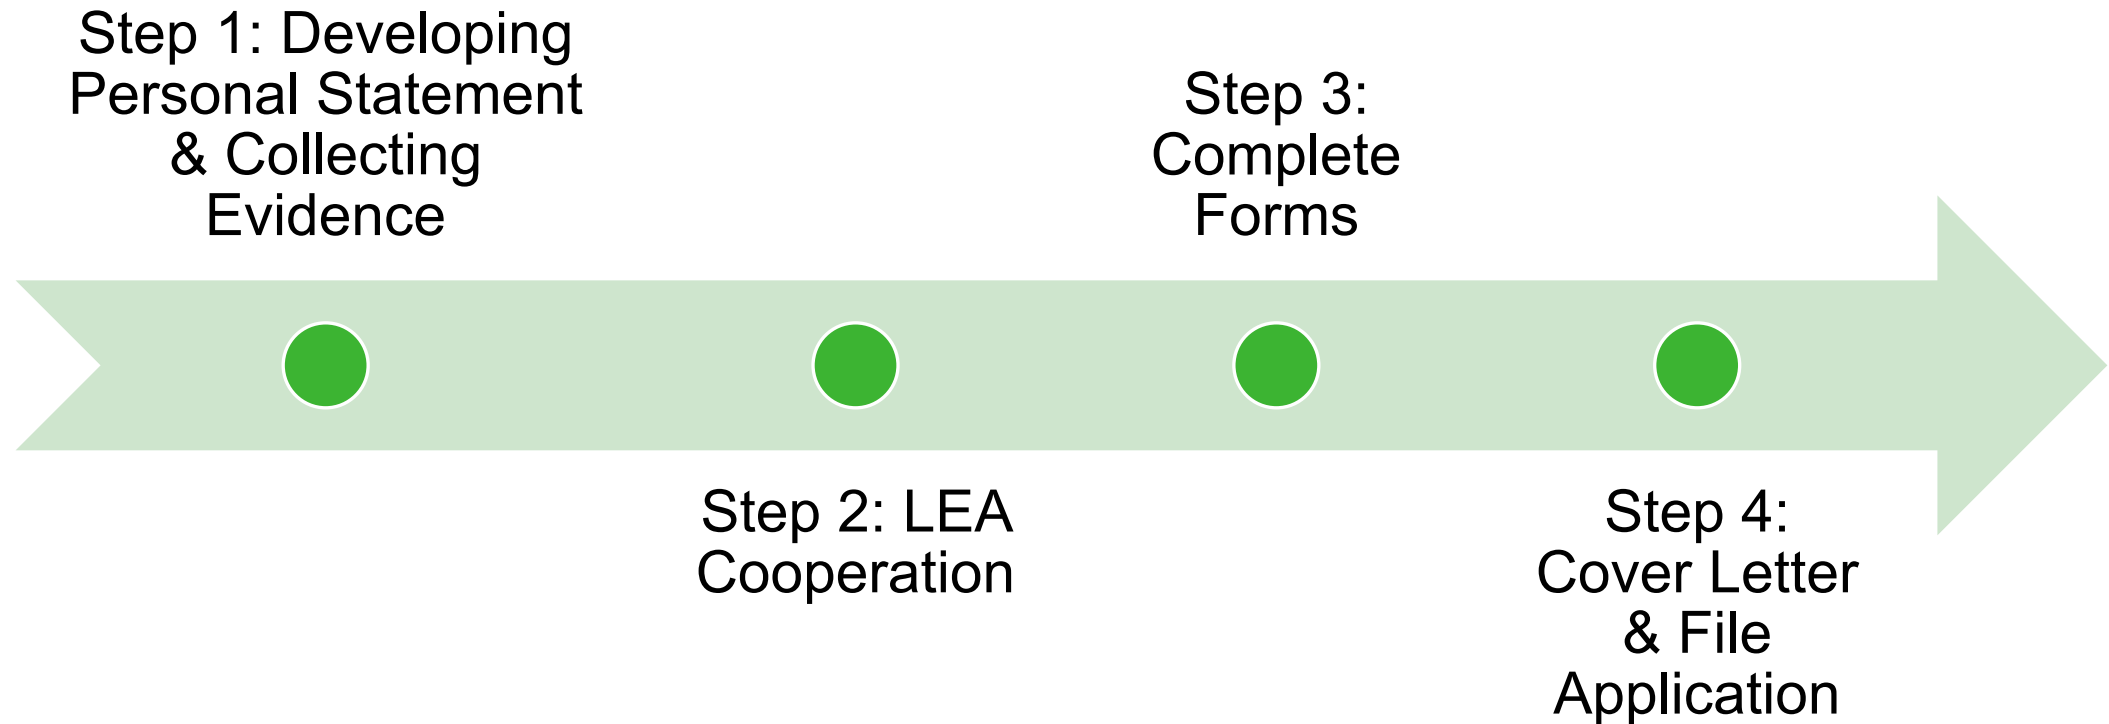 Step 1: Developing
Personal Statement
& Collecting
Evidence
Step 2: LEA
Cooperation
Step 3:
Complete
Forms
Step 4:
Cover Letter
& File
Application